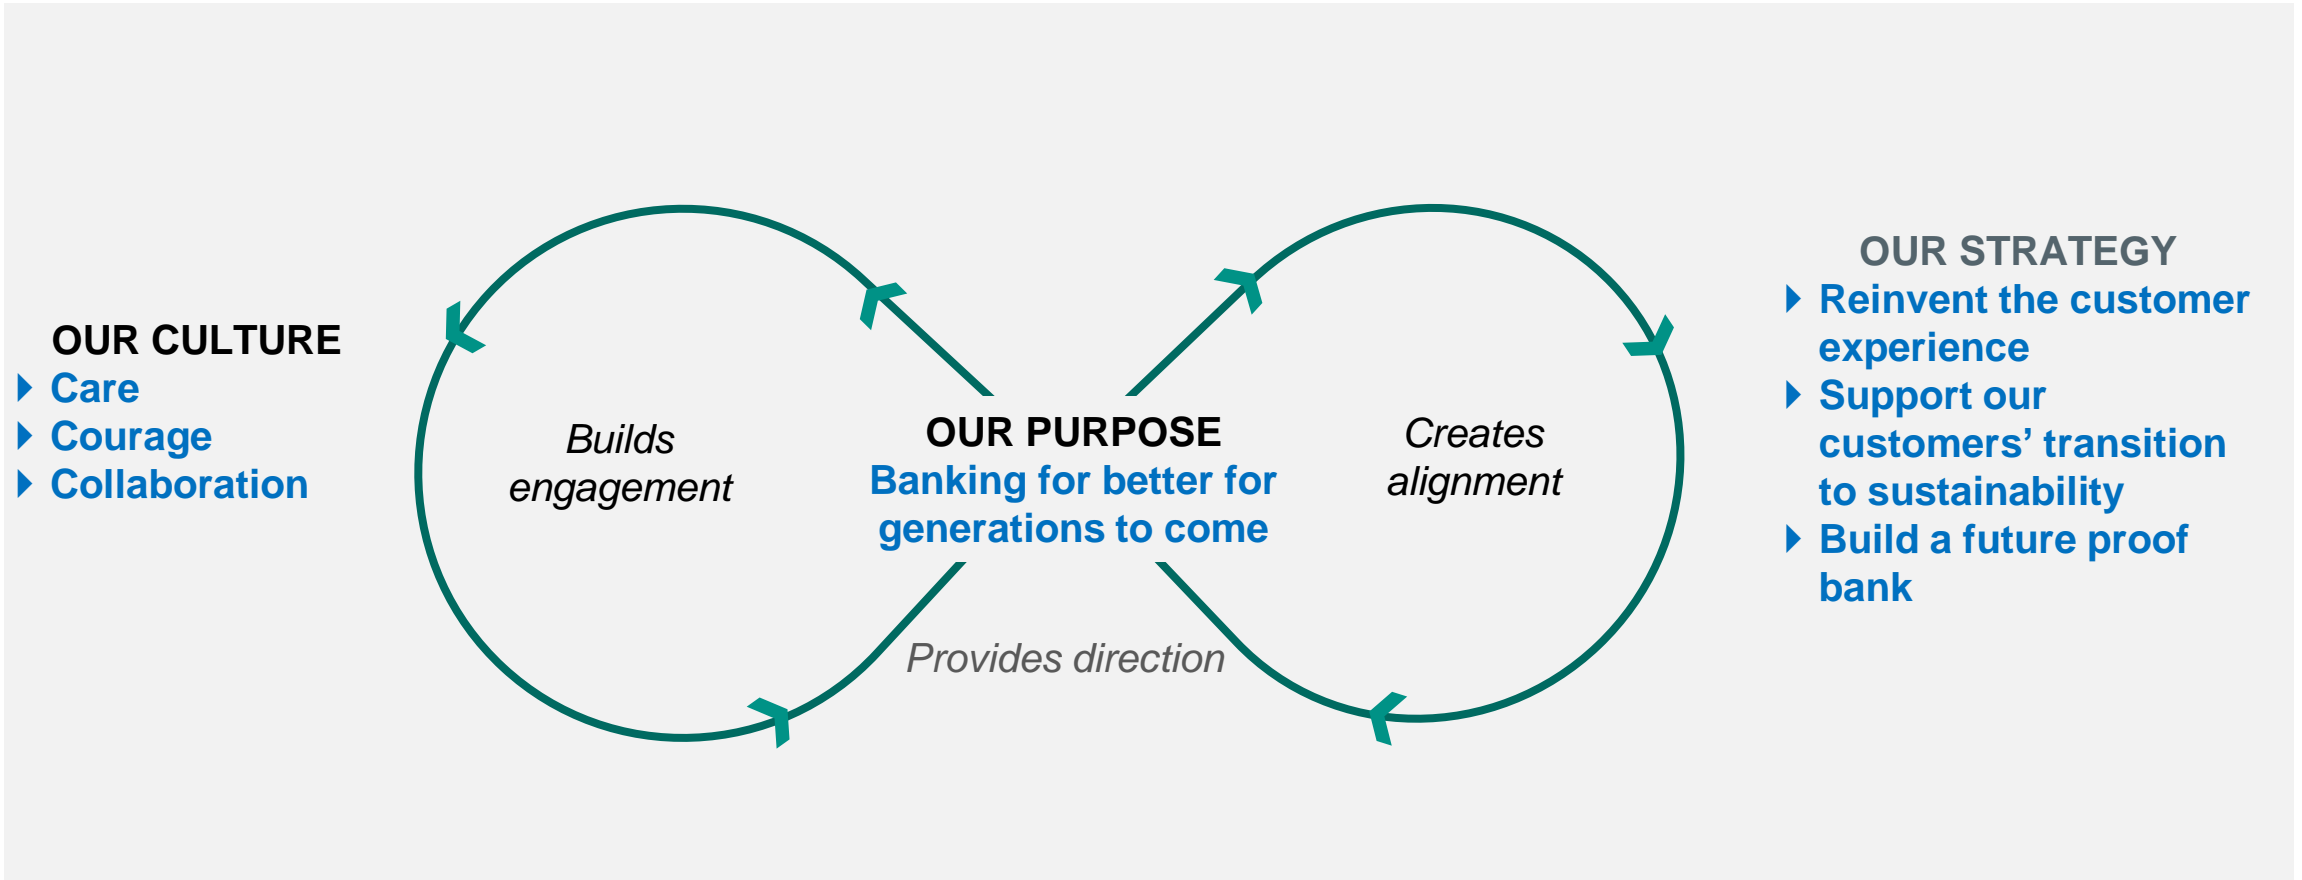 OUR CULTURE
Care
Courage
Collaboration
Builds
engagement
OUR PURPOSE
Banking for better for
generations to come
Provides direction
Creates
alignment
OUR STRATEGY
Reinvent the customer
experience
Support our
customers’ transition
to sustainability
Build a future proof
bank